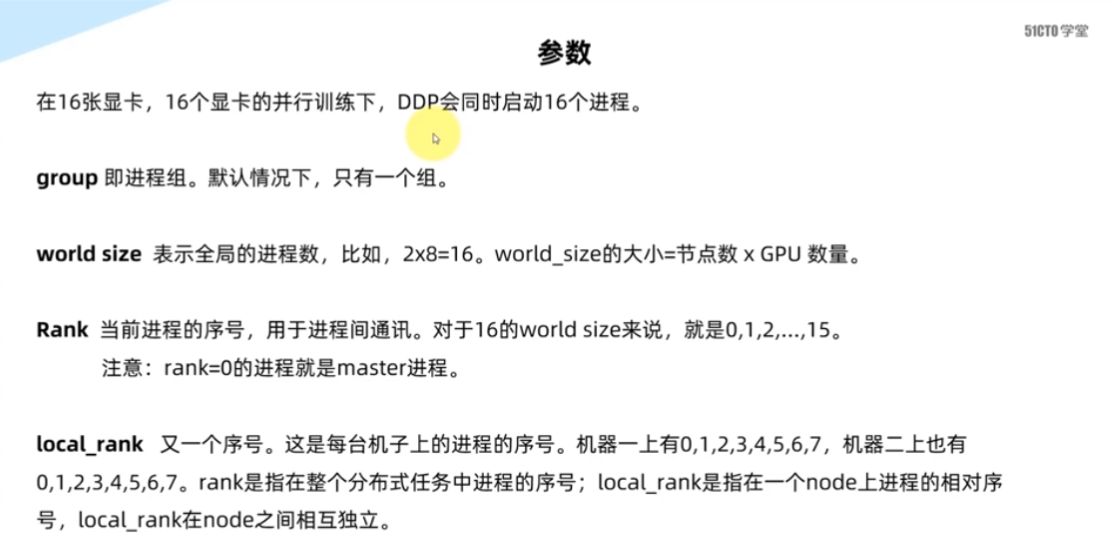 51CTO学堂
参数
在16张显卡，16个显卡的并行训练下，DDP会同时启动16个进程。
group 即进程组。默认情况下，只有一个组。
world size 表示全局的进程数，比如，2x8=16。world_size的大小=节点数 x GPU 数量。
Rank 当前进程的序号，用于进程间通讯。对于16的world size来说，就是0,1,2,...,15。
注意：rank=0的进程就是master进程。
local_rank 又一个序号。这是每台机子上的进程的序号。机器一上有0,1,2,3,4,5,6,7，机器二上也有
0,1,2,3,4,5,6,7。rank是指在整个分布式任务中进程的序号；local_rank是指在一个node上进程的相对序
号，local_rank在node之间相互独立。